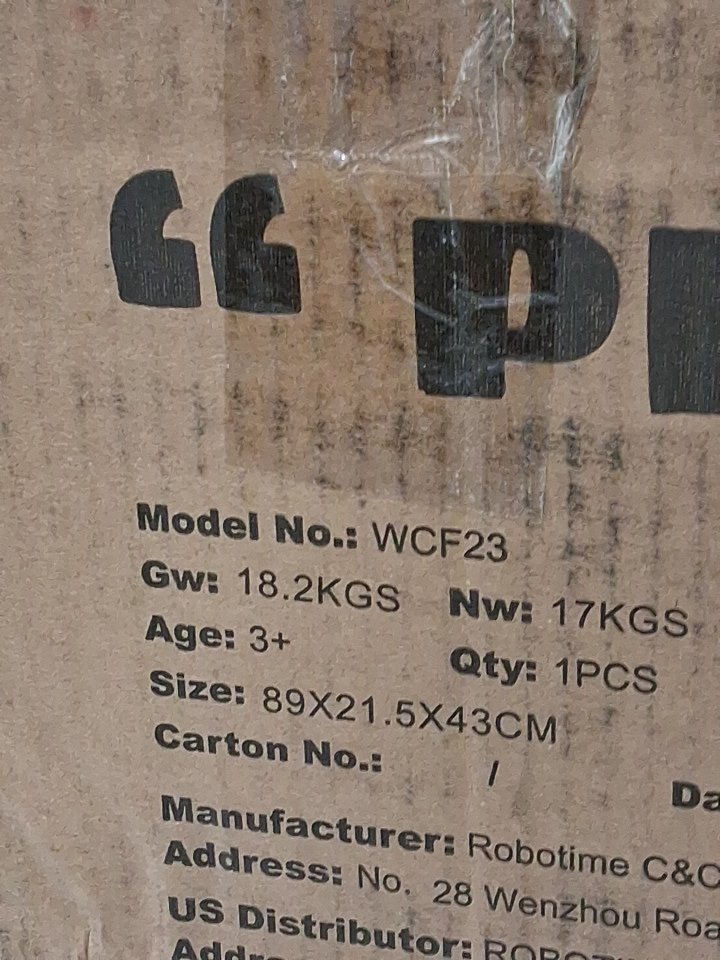 “ P
Model No.: WCF23
Gw: 18.2KGS Nw: 17KGS
Age: 3+ Qty: 1PCS
Size: 89X21.5X43CM
Carton No.: / Da
Manufacturer: Robotime C&C
Address: No. 28 Wenzhou Roa
US Distributor: